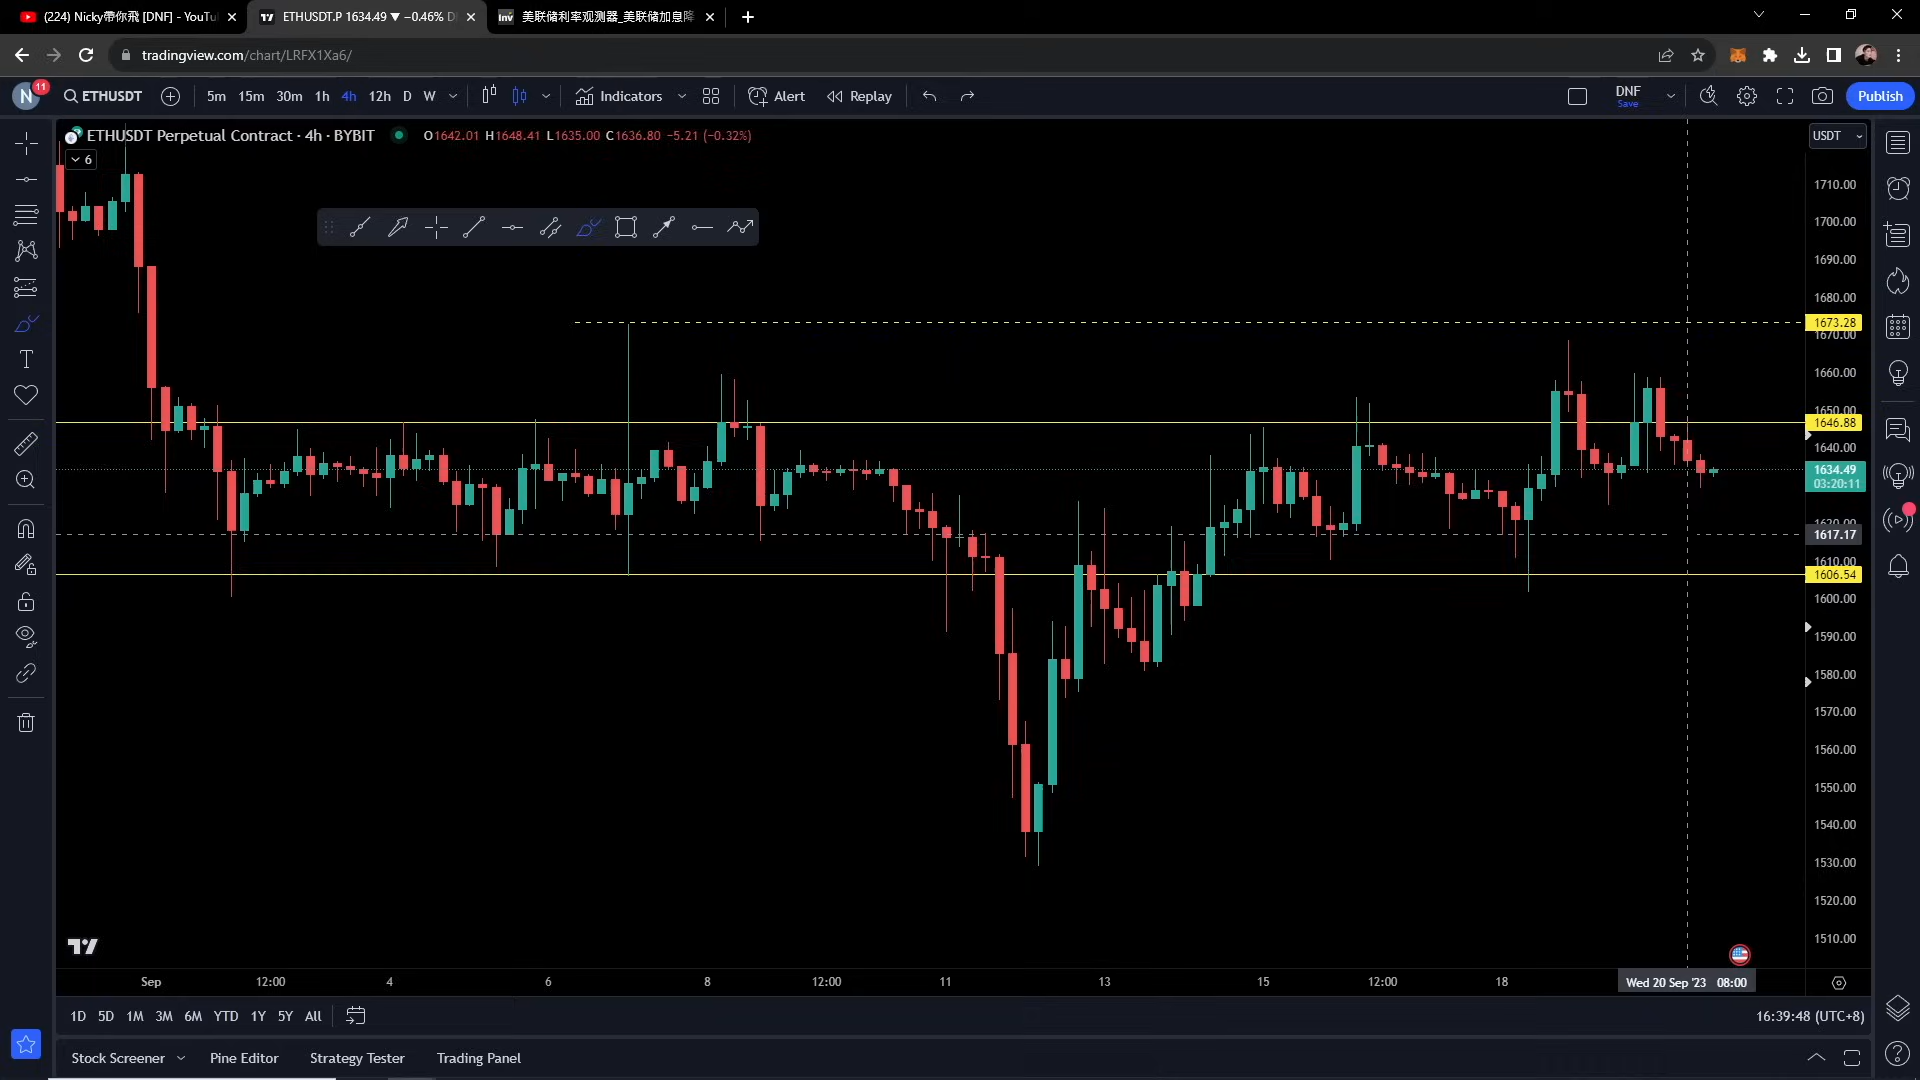 (224) Nicky帶你飛 [DNF] - YouTu
ETHUSDT.P 1634.49 ▼ −0.46% D
Inv 美联储利率观测器_美联储加息降
tradingview.com/chart/LRFX1Xa6/
N 11 ETHUSDT 5m 15m 30m 1h 4h 12h D W Indicators Alert Replay DNF Save Publish
ETHUSDT Perpetual Contract · 4h · BYBIT O1642.01 H1648.41 L1635.00 C1636.80 −5.21 (−0.32%)
USDT
6
1710.00
1700.00
1690.00
1680.00
1673.28
1670.00
1660.00
1650.00
1646.88
1640.00
1634.49
03:20:11
1620.00
1617.17
1610.00
1606.54
1600.00
1590.00
1580.00
1570.00
1560.00
1550.00
1540.00
1530.00
1520.00
1510.00
Sep 12:00 4 6 8 12:00 11 13 15 12:00 18 Wed 20 Sep '23 08:00
1D 5D 1M 3M 6M YTD 1Y 5Y All 16:39:48 (UTC+8)
Stock Screener Pine Editor Strategy Tester Trading Panel